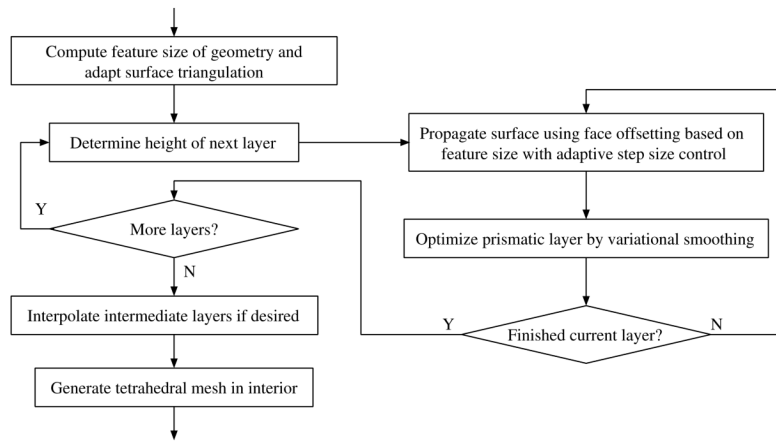 Compute feature size of geometry and
adapt surface triangulation
Determine height of next layer
Propagate surface using face offsetting based on
feature size with adaptive step size control
Y
More layers?
Optimize prismatic layer by variational smoothing
N
Interpolate intermediate layers if desired
Y
Finished current layer?
N
Generate tetrahedral mesh in interior